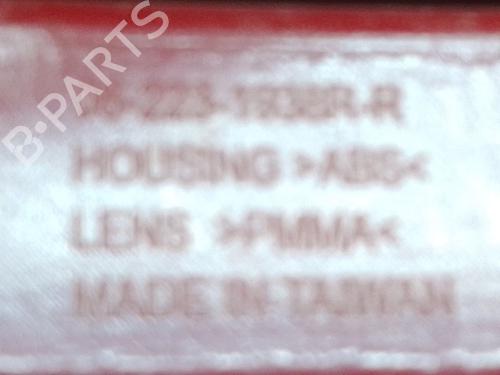 B-PARTS
HOUSING >ABS<
LENS >PMMA<
MADE IN TAIWAN